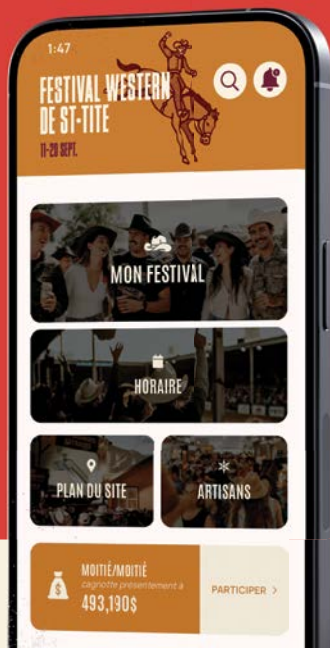 1:47
FESTIVAL WESTERN
DE ST-TITE
11-20 SEPT.
MON FESTIVAL
HORAIRE
PLAN DU SITE
ARTISANS
MOITIÉ/MOITIÉ
cagnotte présentement à
493,190$
PARTICIPER >